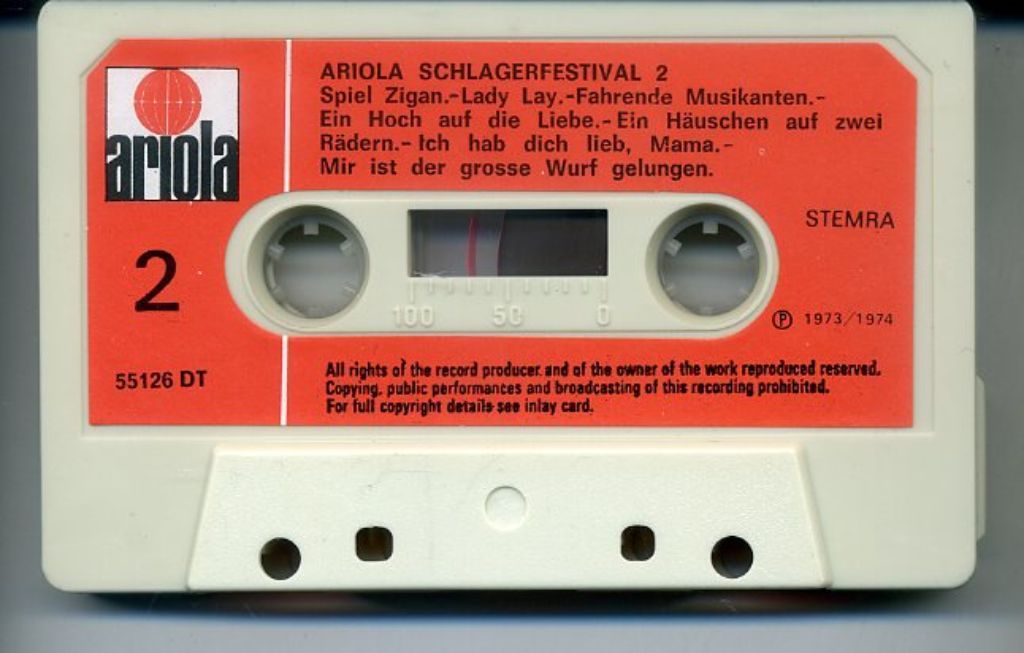 ariola
ARIOLA SCHLAGERFESTIVAL 2
Spiel Zigan.-Lady Lay.-Fahrende Musikanten.-
Ein Hoch auf die Liebe.-Ein Häuschen auf zwei
Rädern.-Ich hab dich lieb, Mama.-
Mir ist der grosse Wurf gelungen.
STEMRA
2
100 50 0
Ⓟ 1973/1974
55126 DT
All rights of the record producer and of the owner of the work reproduced reserved.
Copying, public performances and broadcasting of this recording prohibited.
For full copyright details see inlay card.